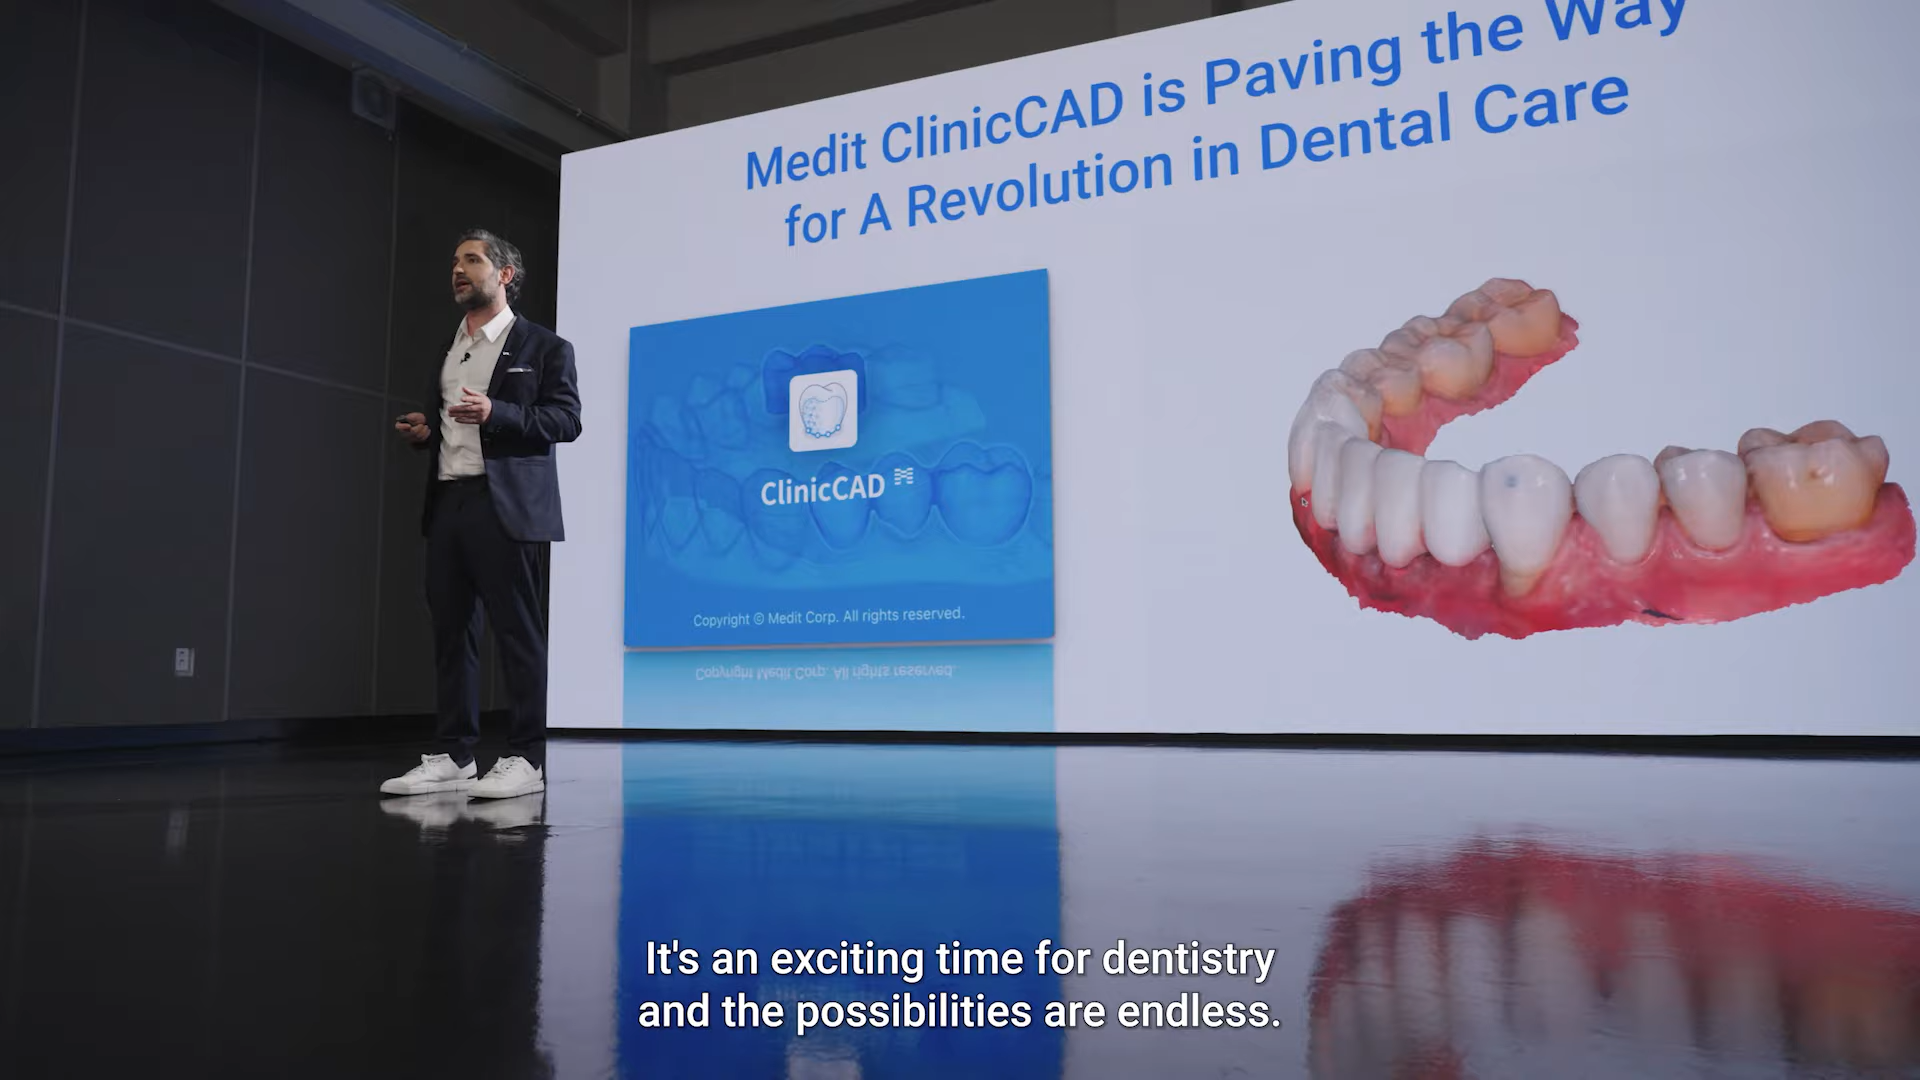 Medit ClinicCAD is Paving the Way
for A Revolution in Dental Care
ClinicCAD
Copyright © Medit Corp. All rights reserved.
Copyright Medit Corp. All rights reserved.
It's an exciting time for dentistry
and the possibilities are endless.